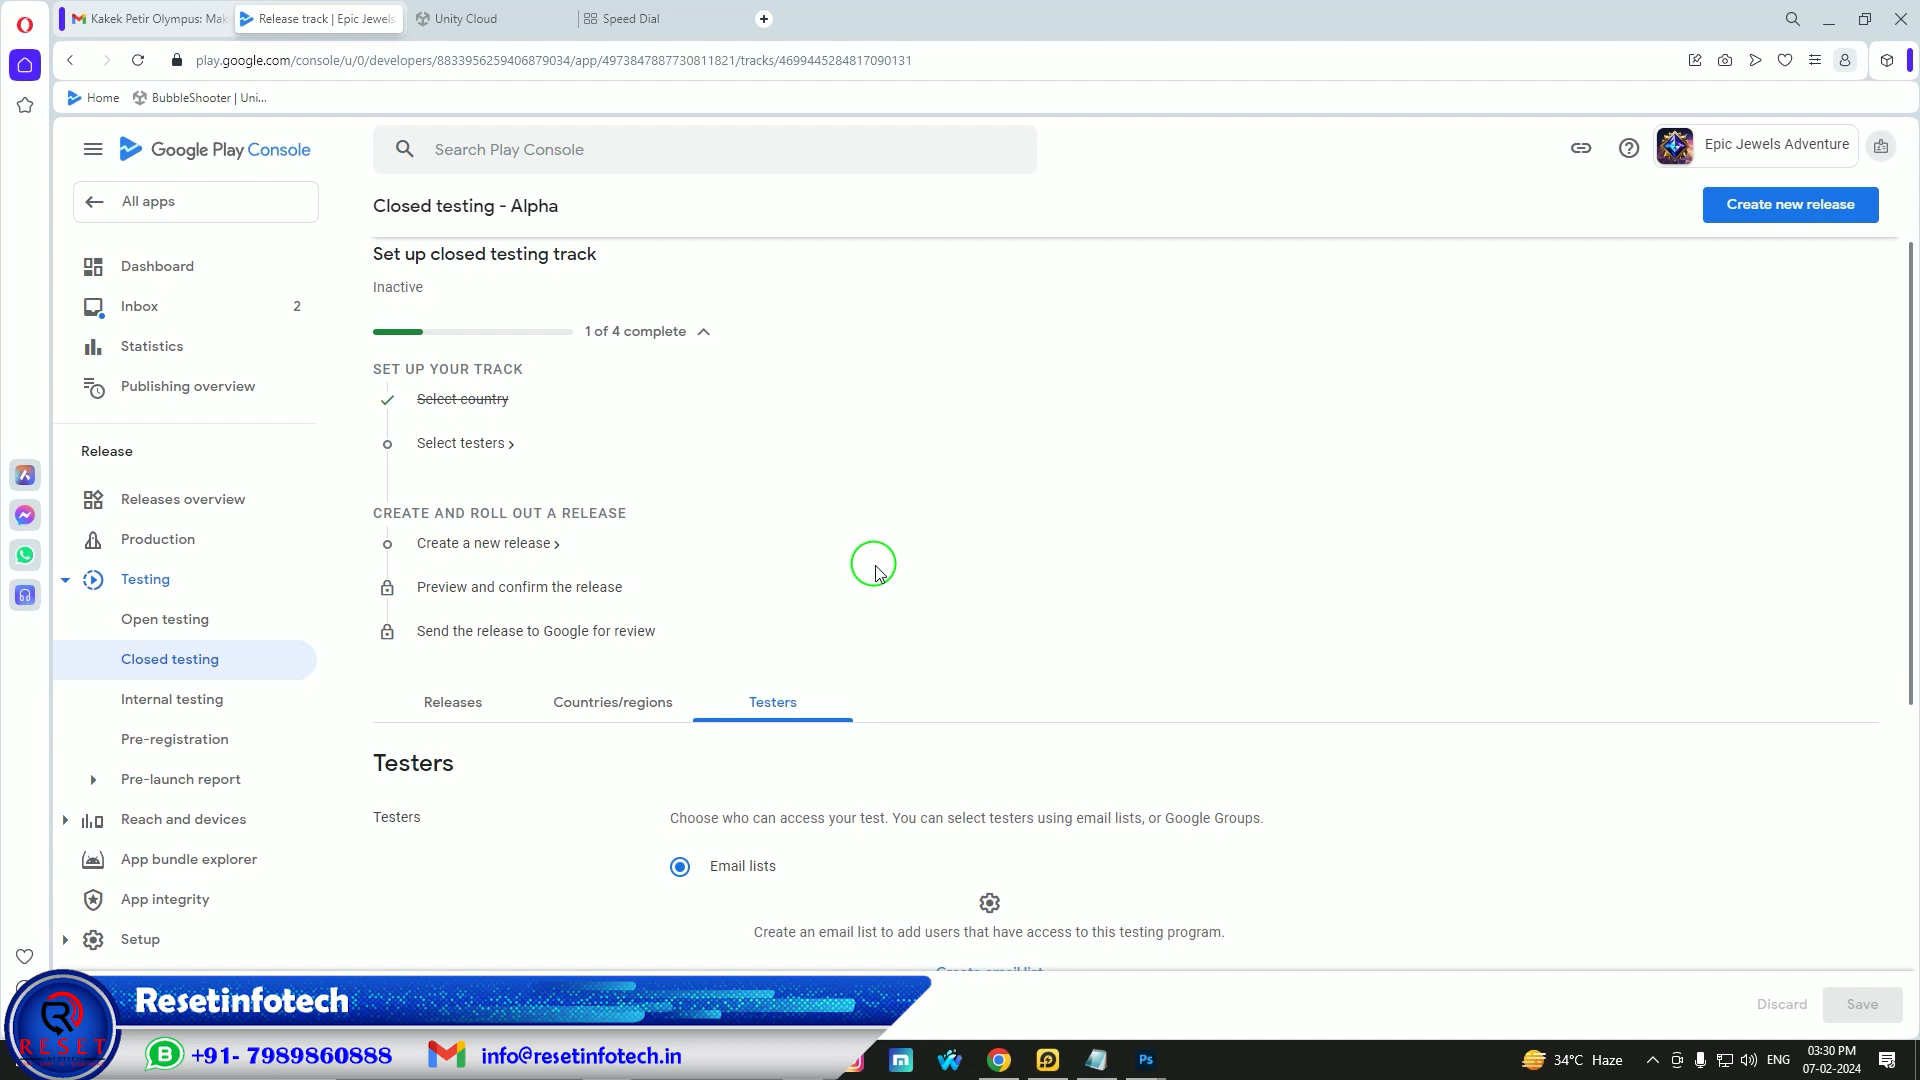 Kakek Petir Olympus: Mak
Release track | Epic Jewels
Unity Cloud
Speed Dial
play.google.com/console/u/0/developers/8833956259406879034/app/4973847887730811821/tracks/4699445284817090131
Home
BubbleShooter | Uni...
Google Play Console
Search Play Console
Epic Jewels Adventure
All apps
Closed testing - Alpha
Create new release
Dashboard
Inbox 2
Statistics
Publishing overview
Release
Releases overview
Production
Testing
Open testing
Closed testing
Internal testing
Pre-registration
Pre-launch report
Reach and devices
App bundle explorer
App integrity
Setup
Set up closed testing track
Inactive
1 of 4 complete
SET UP YOUR TRACK
Select country
Select testers
CREATE AND ROLL OUT A RELEASE
Create a new release
Preview and confirm the release
Send the release to Google for review
Releases
Countries/regions
Testers
Testers
Testers
Choose who can access your test. You can select testers using email lists, or Google Groups.
Email lists
Create an email list to add users that have access to this testing program.
Create email list
Discard
Save
Resetinfotech
RESET
+91- 7989860888
info@resetinfotech.in
Ps
34°C Haze
ENG
03:30 PM
07-02-2024